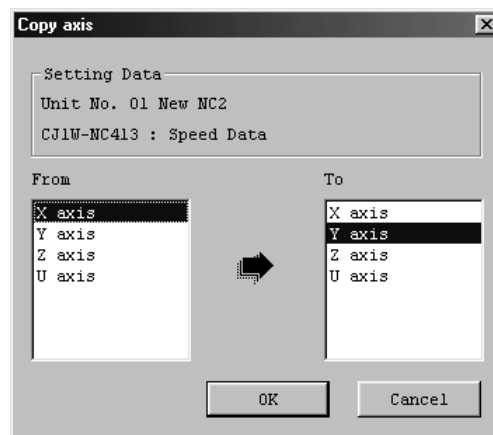 Copy axis
Setting Data
Unit No. 01 New NC2
CJ1W-NC413 : Speed Data
From
To
X axis
Y axis
Z axis
U axis
X axis
Y axis
Z axis
U axis
OK
Cancel